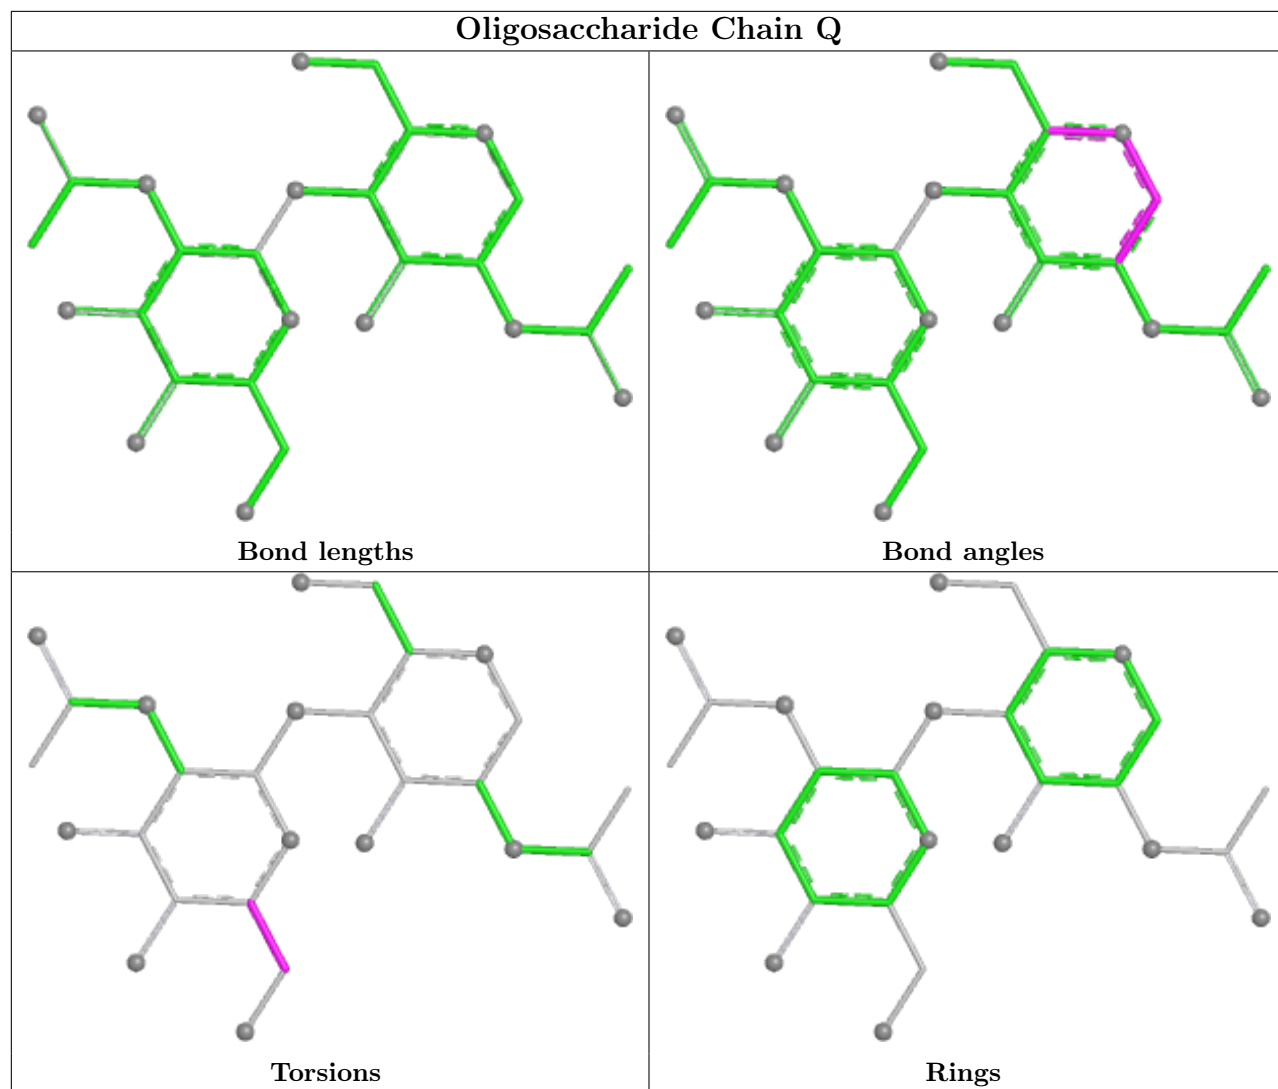 Oligosaccharide Chain Q
Bond lengths
Bond angles
Torsions
Rings